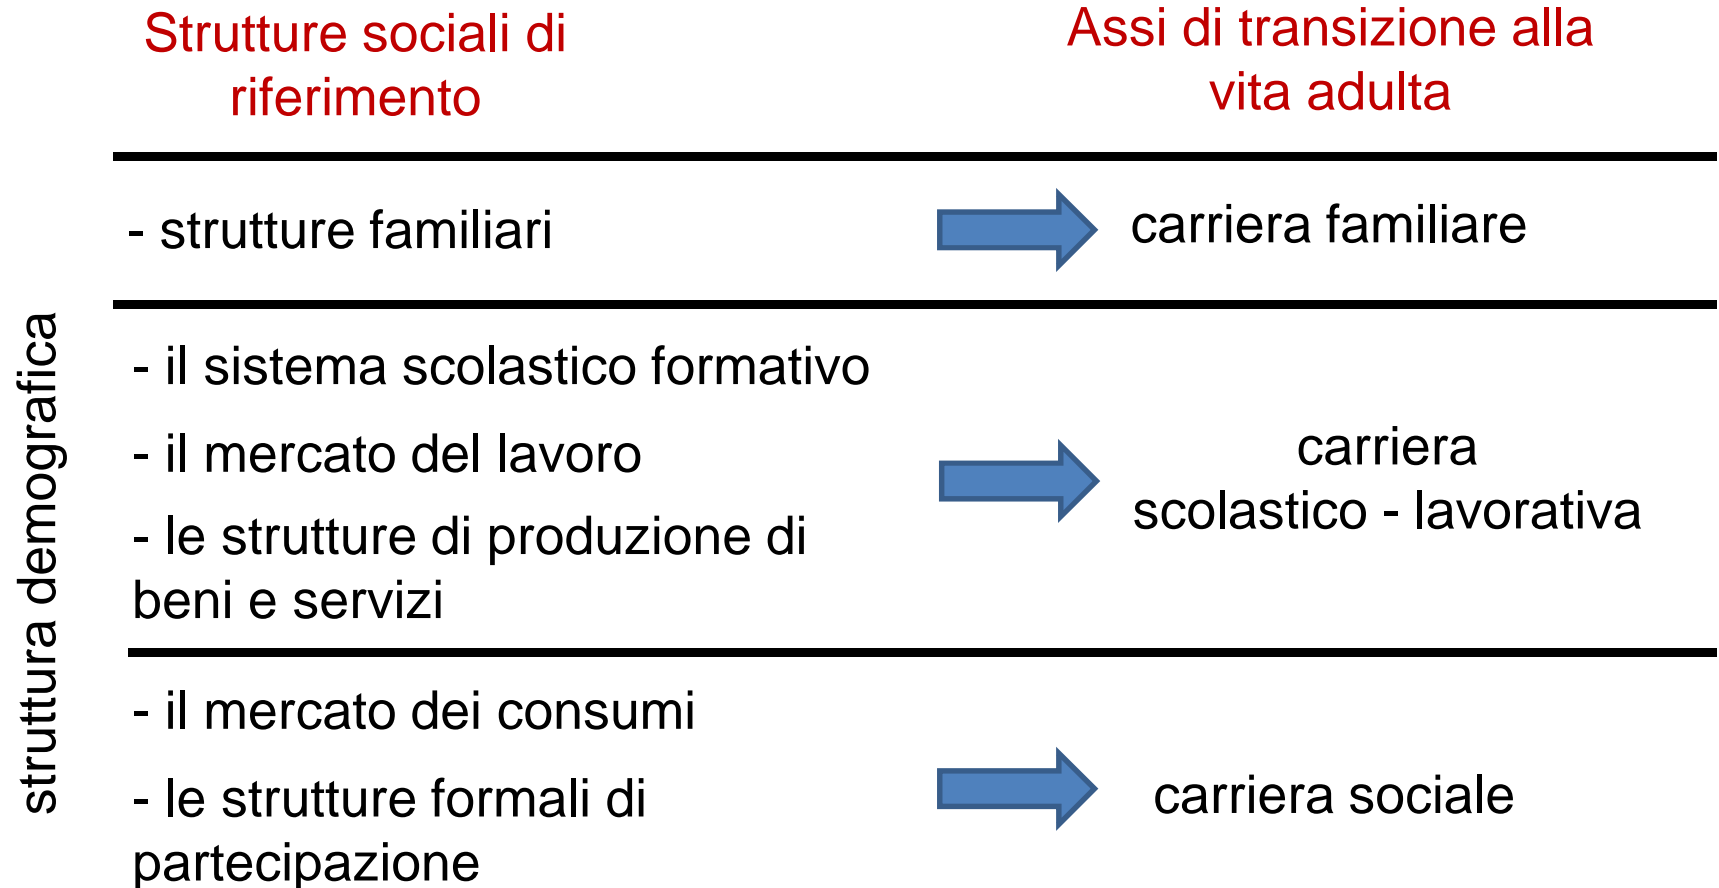 Strutture sociali di
riferimento
Assi di transizione alla
vita adulta
struttura demografica
- strutture familiari
carriera familiare
- il sistema scolastico formativo
- il mercato del lavoro
- le strutture di produzione di
beni e servizi
carriera
scolastico - lavorativa
- il mercato dei consumi
- le strutture formali di
partecipazione
carriera sociale